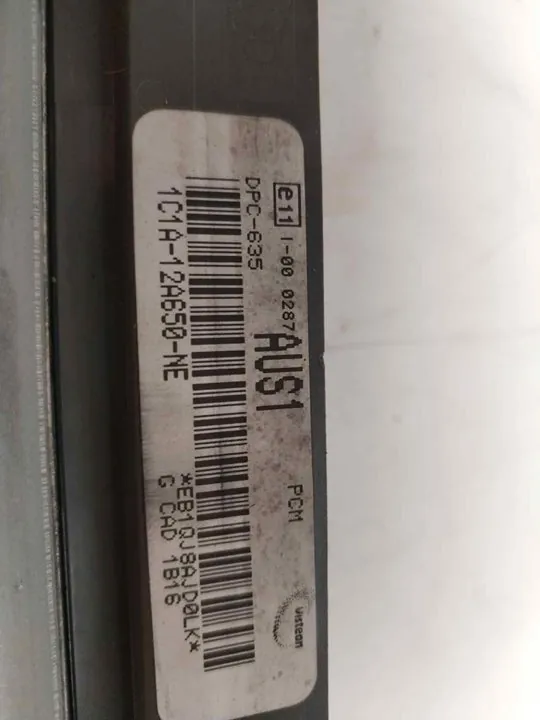 e11 I-00 0287
DPC-635
AUS1
PCM
Visteon
1C1A-12A650-NE
*EB1QJ8AJD0LK*
G CAD 1B16